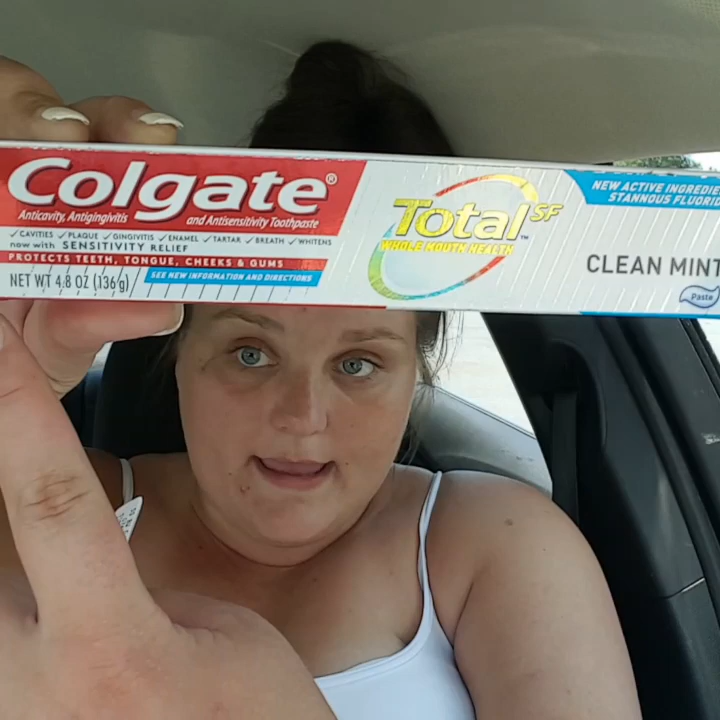 Colgate®
Anticavity, Antigingivitis and Antisensitivity Toothpaste
✓CAVITIES ✓PLAQUE ✓GINGIVITIS ✓ENAMEL ✓TARTAR ✓BREATH ✓WHITENS
now with SENSITIVITY RELIEF
PROTECTS TEETH, TONGUE, CHEEKS & GUMS
NET WT 4.8 OZ (136g)
SEE NEW INFORMATION AND DIRECTIONS
Total SF™
WHOLE MOUTH HEALTH
NEW ACTIVE INGREDIE
STANNOUS FLUORID
CLEAN MINT
Paste